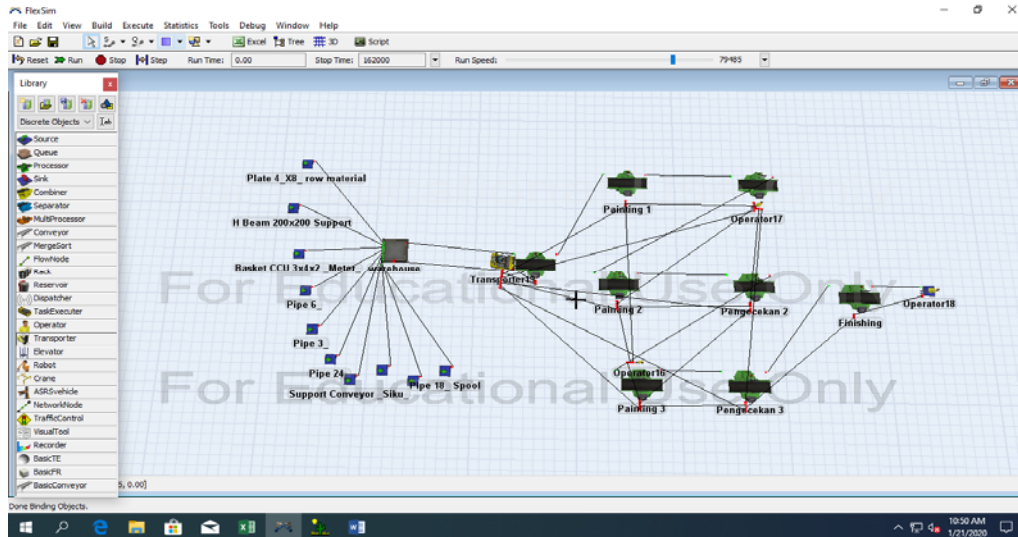 FlexSim
File Edit View Build Execute Statistics Tools Debug Window Help
Excel Tree 3D Script
Reset Run Stop Step Run Time: 0.00 Stop Time: 162000 Run Speed: 79485
Library
Discrete Objects
Source
Queue
Processor
Sink
Combiner
Separator
MultiProcessor
Conveyor
MergeSort
FlowNode
Rack
Reservoir
Dispatcher
TaskExecuter
Operator
Transporter
Elevator
Robot
Crane
ASRSvehicle
NetworkNode
TrafficControl
VisualTool
Recorder
BasicTE
BasicFR
BasicConveyor
Plate 4_X8_ row material
H Beam 200x200 Support
Basket CCU 3x4x2 _Meter_ warehouse
Pipe 6_
Pipe 3_
Pipe 24
Support Conveyor _Siku_
Pipe 18_ Spool
Transporter15
Painting 1
Operator17
Painting 2
Pengecekan 2
Finishing
Operator18
Operator16
Painting 3
Pengecekan 3
For Educational Use Only
For Educational Use Only
5, 0.00]
Done Binding Objects.
10:50 AM
1/21/2020